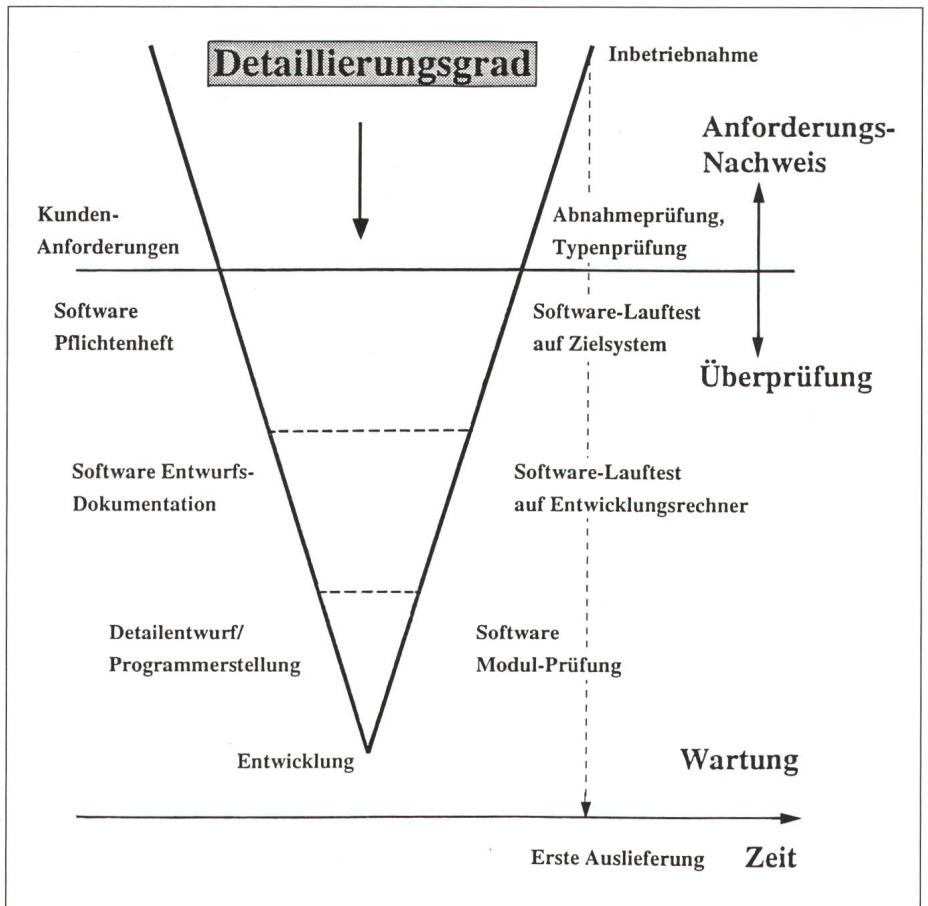 Detaillierungsgrad
Inbetriebnahme
Anforderungs-
Nachweis
Kunden-
Anforderungen
Abnahmeprüfung,
Typenprüfung
Software
Pflichtenheft
Software-Lauftest
auf Zielsystem
Überprüfung
Software Entwurfs-
Dokumentation
Software-Lauftest
auf Entwicklungsrechner
Detailentwurf/
Programmerstellung
Software
Modul-Prüfung
Entwicklung
Wartung
Erste Auslieferung
Zeit